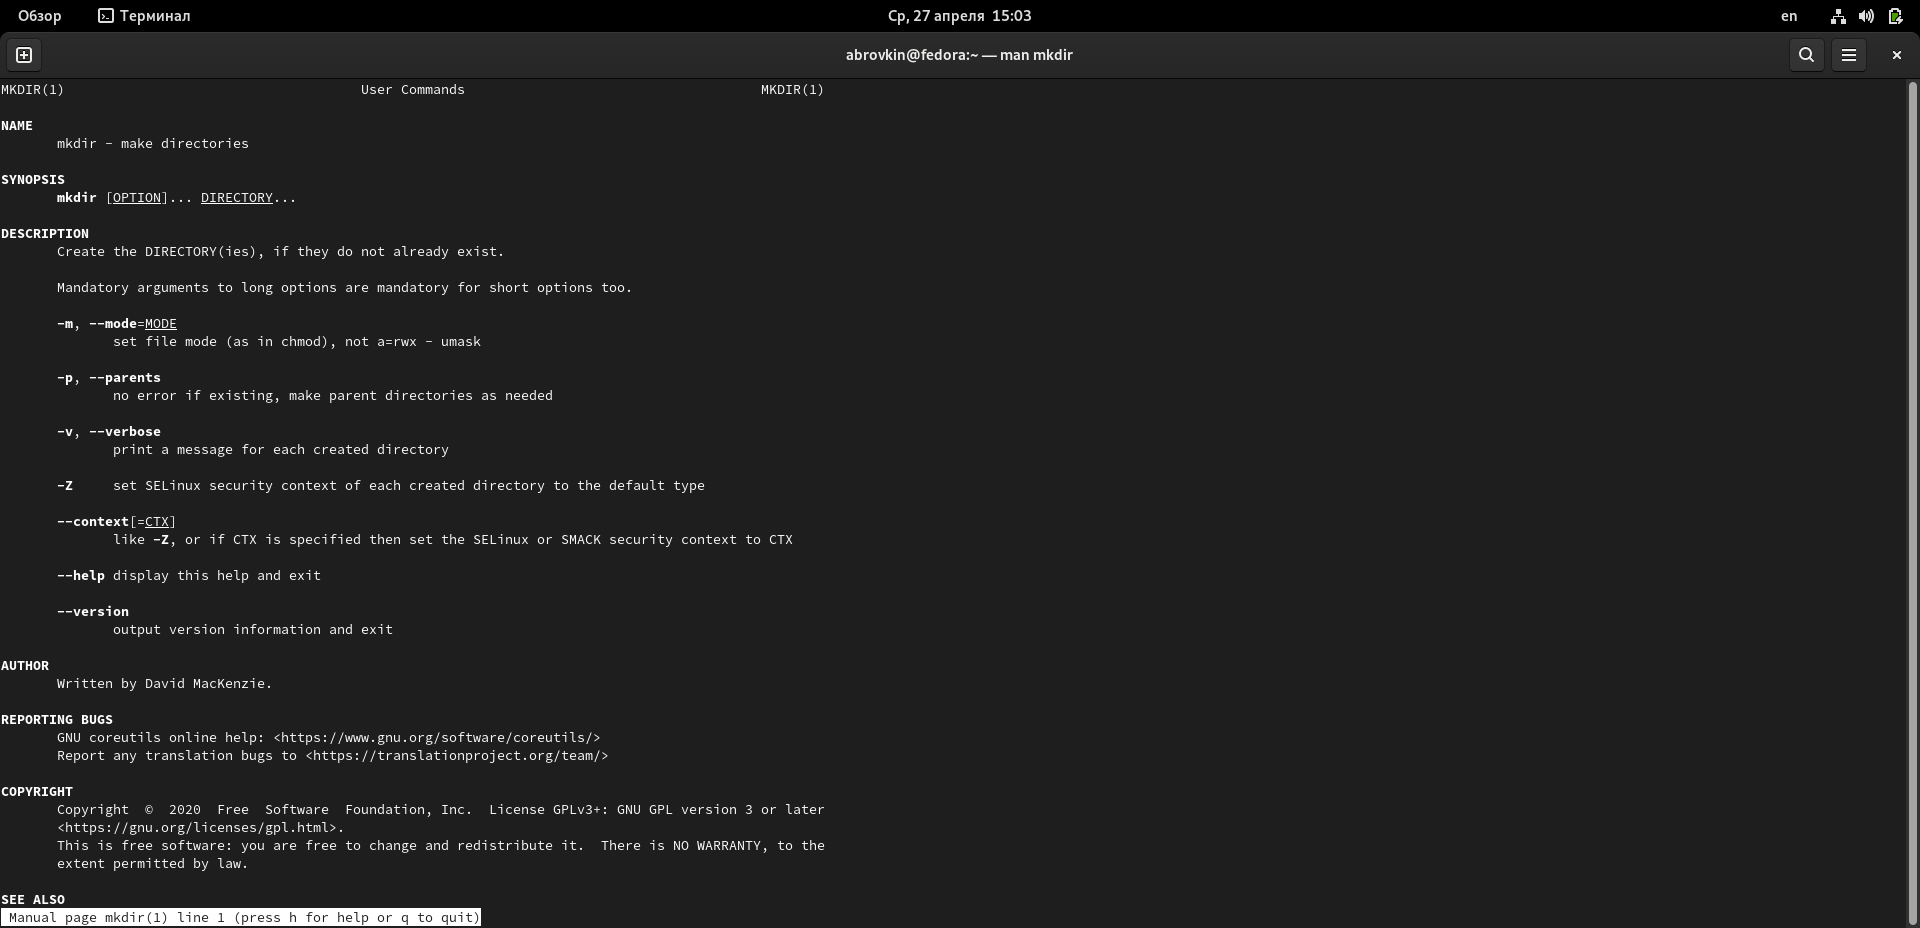 Обзор Терминал Ср, 27 апреля 15:03 en
abrovkin@fedora:~ — man mkdir
MKDIR(1) User Commands MKDIR(1)
NAME
mkdir - make directories
SYNOPSIS
mkdir [OPTION]... DIRECTORY...
DESCRIPTION
Create the DIRECTORY(ies), if they do not already exist.
Mandatory arguments to long options are mandatory for short options too.
-m, --mode=MODE
set file mode (as in chmod), not a=rwx - umask
-p, --parents
no error if existing, make parent directories as needed
-v, --verbose
print a message for each created directory
-Z set SELinux security context of each created directory to the default type
--context[=CTX]
like -Z, or if CTX is specified then set the SELinux or SMACK security context to CTX
--help display this help and exit
--version
output version information and exit
AUTHOR
Written by David MacKenzie.
REPORTING BUGS
GNU coreutils online help: <https://www.gnu.org/software/coreutils/>
Report any translation bugs to <https://translationproject.org/team/>
COPYRIGHT
Copyright © 2020 Free Software Foundation, Inc. License GPLv3+: GNU GPL version 3 or later
<https://gnu.org/licenses/gpl.html>.
This is free software: you are free to change and redistribute it. There is NO WARRANTY, to the
extent permitted by law.
SEE ALSO
Manual page mkdir(1) line 1 (press h for help or q to quit)